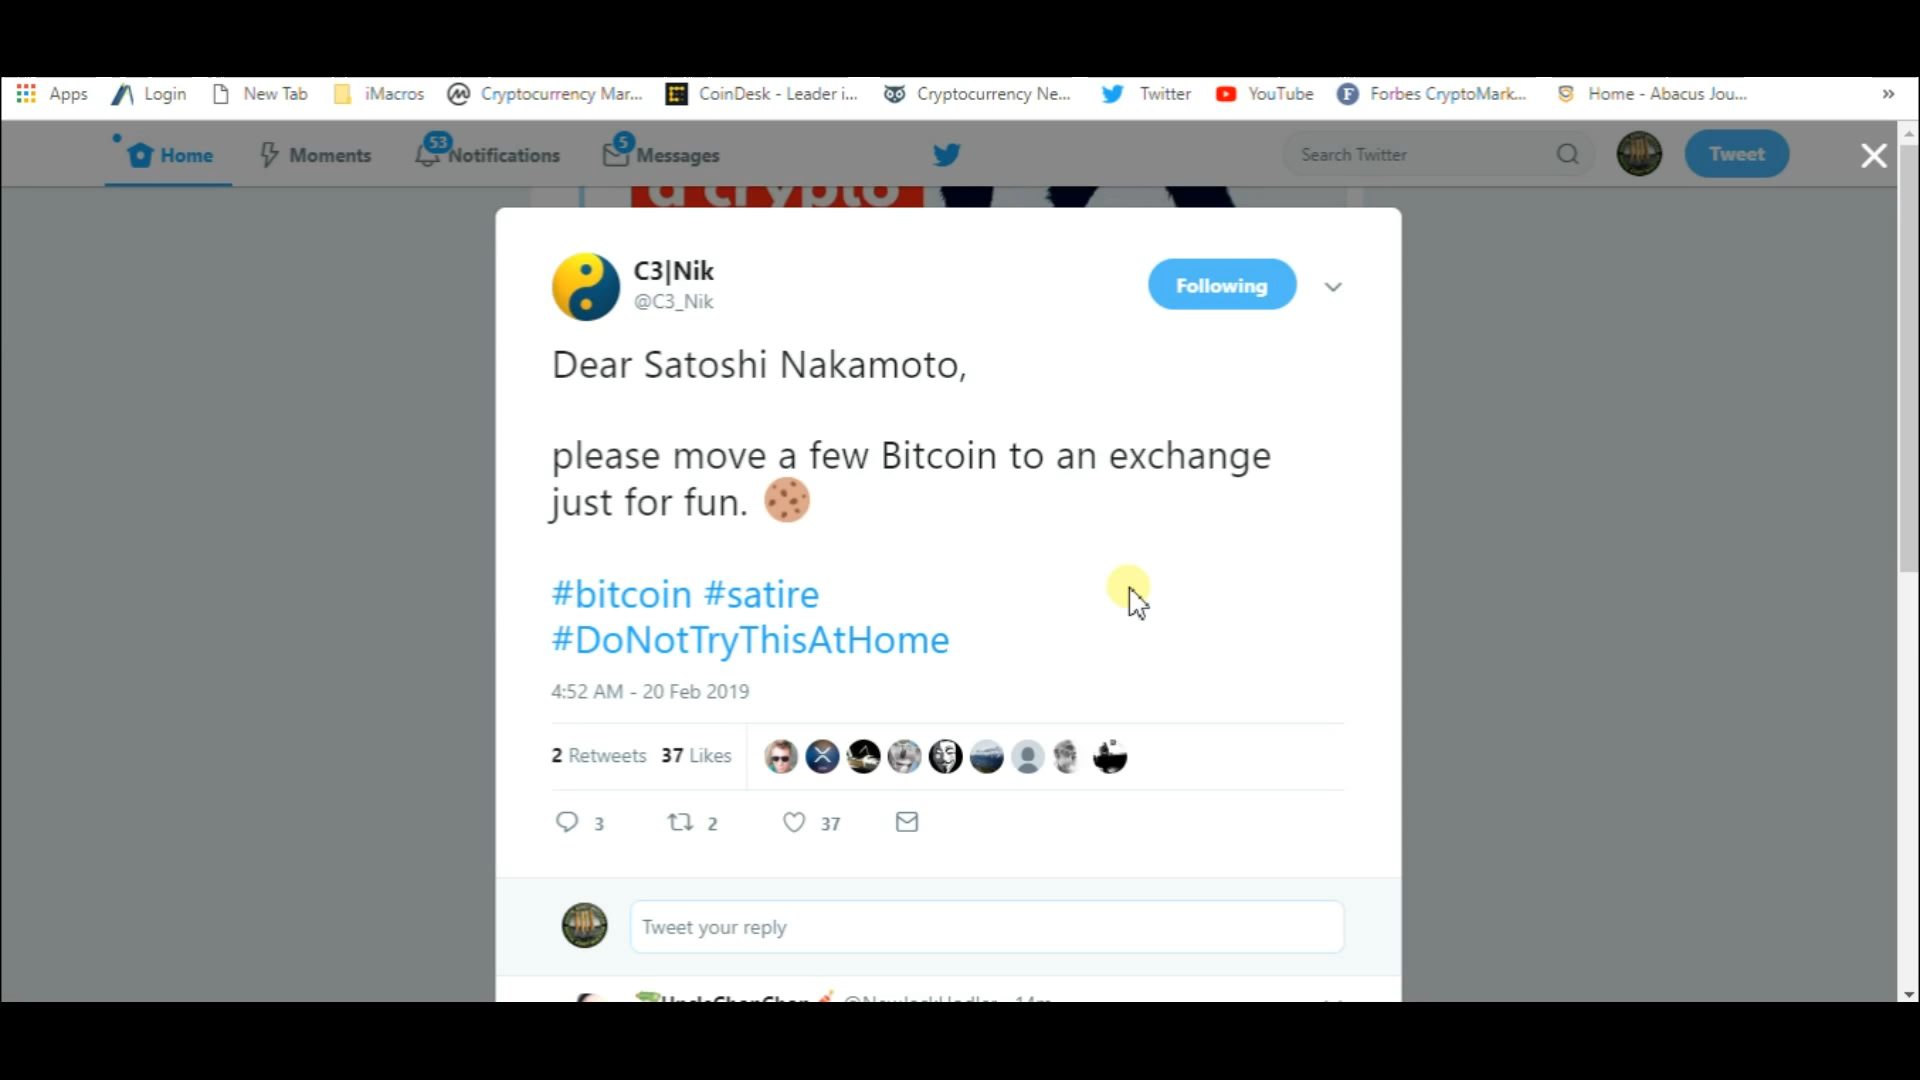 Apps Login New Tab iMacros Cryptocurrency Mar... CoinDesk - Leader i... Cryptocurrency Ne... Twitter YouTube Forbes CryptoMark... Home - Abacus Jou... »
Home Moments 53 Notifications 5 Messages Search Twitter Tweet
a crypto
C3|Nik
Following
@C3_Nik
Dear Satoshi Nakamoto,
please move a few Bitcoin to an exchange
just for fun.
#bitcoin #satire
#DoNotTryThisAtHome
4:52 AM - 20 Feb 2019
2 Retweets 37 Likes
3 2 37
Tweet your reply